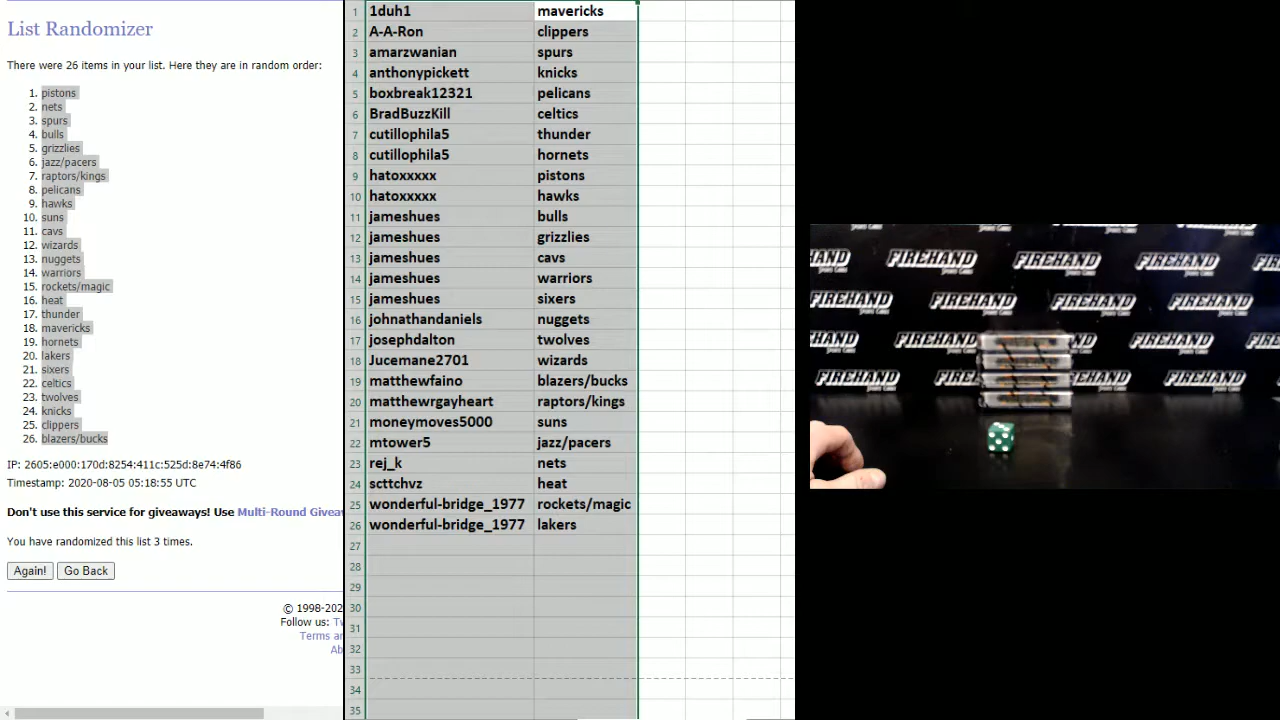 List Randomizer
There were 26 items in your list. Here they are in random order:
1. pistons
2. nets
3. spurs
4. bulls
5. grizzlies
6. jazz/pacers
7. raptors/kings
8. pelicans
9. hawks
10. suns
11. cavs
12. wizards
13. nuggets
14. warriors
15. rockets/magic
16. heat
17. thunder
18. mavericks
19. hornets
20. lakers
21. sixers
22. celtics
23. twolves
24. knicks
25. clippers
26. blazers/bucks
IP: 2605:e000:170d:8254:411c:525d:8e74:4f86
Timestamp: 2020-08-05 05:18:55 UTC
Don't use this service for giveaways! Use Multi-Round Giveaw
You have randomized this list 3 times.
Again! Go Back
© 1998-202
Follow us: Tw
Terms an
Ab
1 1duh1 mavericks
2 A-A-Ron clippers
3 amarzwanian spurs
4 anthonypickett knicks
5 boxbreak12321 pelicans
6 BradBuzzKill celtics
7 cutillophila5 thunder
8 cutillophila5 hornets
9 hatoxxxxx pistons
10 hatoxxxxx hawks
11 jameshues bulls
12 jameshues grizzlies
13 jameshues cavs
14 jameshues warriors
15 jameshues sixers
16 johnathandaniels nuggets
17 josephdalton twolves
18 Jucemane2701 wizards
19 matthewfaino blazers/bucks
20 matthewrgayheart raptors/kings
21 moneymoves5000 suns
22 mtower5 jazz/pacers
23 rej_k nets
24 scttchvz heat
25 wonderful-bridge_1977 rockets/magic
26 wonderful-bridge_1977 lakers
27
28
29
30
31
32
33
34
35
FIREHAND FIREHAND FIREHAND FIREHAND
FIREHAND FIREHAND FIREHAND FIREHAND
FIREHAND FIREHAND FIREHAND
FIREHAND FIREHAND FIREHAND